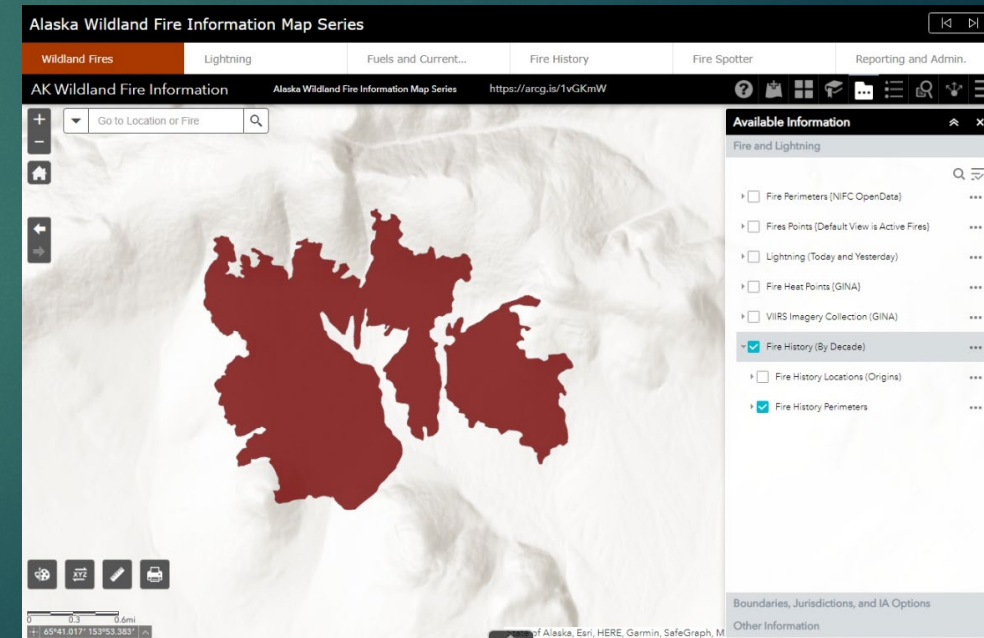 Alaska Wildland Fire Information Map Series
Wildland Fires
Lightning
Fuels and Current...
Fire History
Fire Spotter
Reporting and Admin.
AK Wildland Fire Information
Alaska Wildland Fire Information Map Series
https://arcg.is/1vGKmW
Go to Location or Fire
Available Information
Fire and Lightning
Fire Perimeters (NIFC OpenData)
Fires Points (Default View is Active Fires)
Lightning (Today and Yesterday)
Fire Heat Points (GINA)
VIIRS Imagery Collection (GINA)
Fire History (By Decade)
Fire History Locations (Origins)
Fire History Perimeters
XYZ
0 0.3 0.6mi
65°41.017' 153°53.383'
of Alaska, Esri, HERE, Garmin, SafeGraph, M
Boundaries, Jurisdictions, and IA Options
Other Information